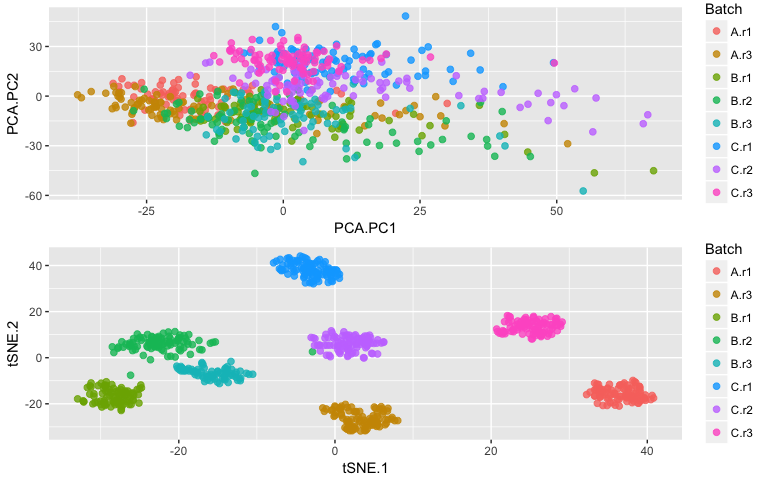 Batch
30
0
-30
-60
PCA.PC2
-25
0
25
50
PCA.PC1
A.r1
A.r3
B.r1
B.r2
B.r3
C.r1
C.r2
C.r3
Batch
40
20
0
-20
tSNE.2
-20
0
20
40
tSNE.1
A.r1
A.r3
B.r1
B.r2
B.r3
C.r1
C.r2
C.r3